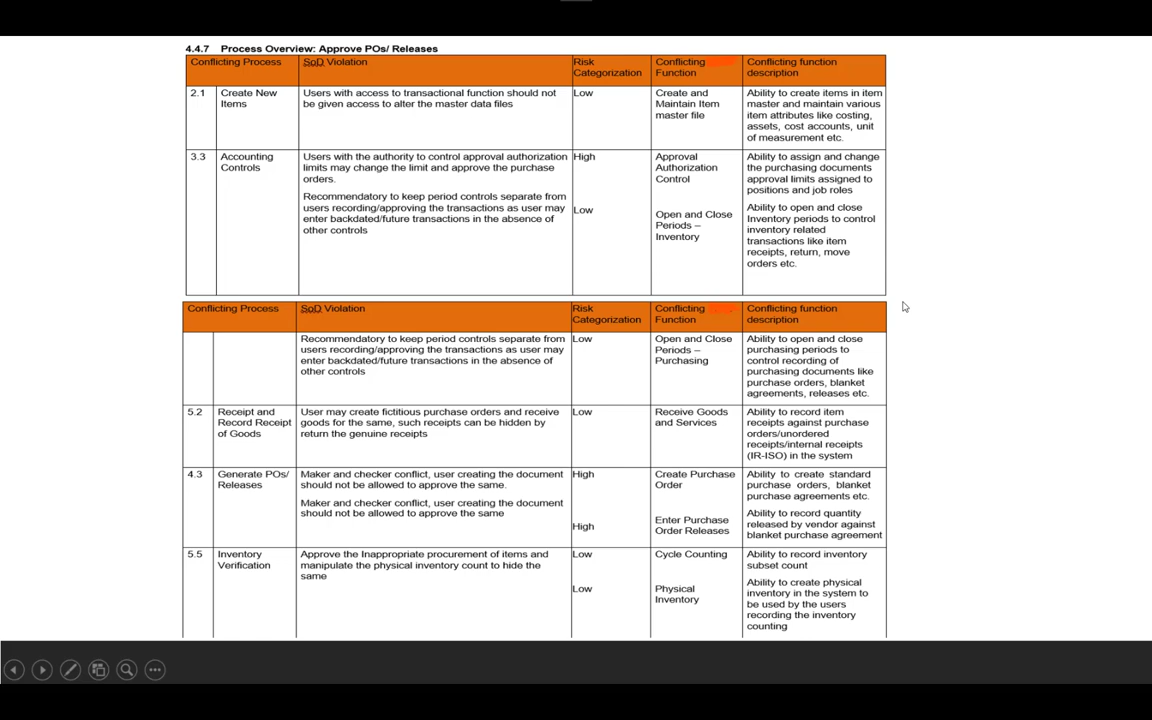 4.4.7 Process Overview: Approve POs/ Releases
Conflicting Process
SoD Violation
Risk
Categorization
Conflicting
Function
Conflicting function
description
2.1
Create New
Items
Users with access to transactional function should not
be given access to alter the master data files
Low
Create and
Maintain Item
master file
Ability to create items in item
master and maintain various
item attributes like costing,
assets, cost accounts, unit
of measurement etc.
3.3
Accounting
Controls
Users with the authority to control approval authorization
limits may change the limit and approve the purchase
orders.
High
Approval
Authorization
Control
Ability to assign and change
the purchasing documents
approval limits assigned to
positions and job roles
Recommendatory to keep period controls separate from
users recording/approving the transactions as user may
enter backdated/future transactions in the absence of
other controls
Low
Open and Close
Periods –
Inventory
Ability to open and close
Inventory periods to control
inventory related
transactions like item
receipts, return, move
orders etc.
Conflicting Process
SoD Violation
Risk
Categorization
Conflicting
Function
Conflicting function
description
Recommendatory to keep period controls separate from
users recording/approving the transactions as user may
enter backdated/future transactions in the absence of
other controls
Low
Open and Close
Periods –
Purchasing
Ability to open and close
purchasing periods to
control recording of
purchasing documents like
purchase orders, blanket
agreements, releases etc.
5.2
Receipt and
Record Receipt
of Goods
User may create fictitious purchase orders and receive
goods for the same, such receipts can be hidden by
return the genuine receipts
Low
Receive Goods
and Services
Ability to record item
receipts against purchase
orders/unordered
receipts/internal receipts
(IR-ISO) in the system
4.3
Generate POs/
Releases
Maker and checker conflict, user creating the document
should not be allowed to approve the same.
High
Create Purchase
Order
Ability to create standard
purchase orders, blanket
purchase agreements etc.
Maker and checker conflict, user creating the document
should not be allowed to approve the same
High
Enter Purchase
Order Releases
Ability to record quantity
released by vendor against
blanket purchase agreement
5.5
Inventory
Verification
Approve the Inappropriate procurement of items and
manipulate the physical inventory count to hide the
same
Low
Cycle Counting
Ability to record inventory
subset count
Low
Physical
Inventory
Ability to create physical
inventory in the system to
be used by the users
recording the inventory
counting